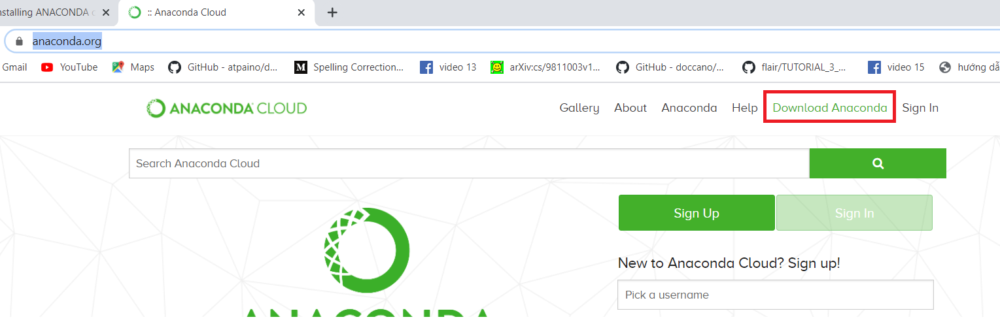 nstalling ANACONDA
:: Anaconda Cloud
anaconda.org
Gmail YouTube Maps GitHub - atpaino/d... Spelling Correction... video 13 arXiv:cs/9811003v1... GitHub - doccano/... flair/TUTORIAL_3_... video 15 hướng dẫ
ANACONDA CLOUD
Gallery About Anaconda Help Download Anaconda Sign In
Search Anaconda Cloud
Sign Up Sign In
New to Anaconda Cloud? Sign up!
Pick a username
ANACONDA